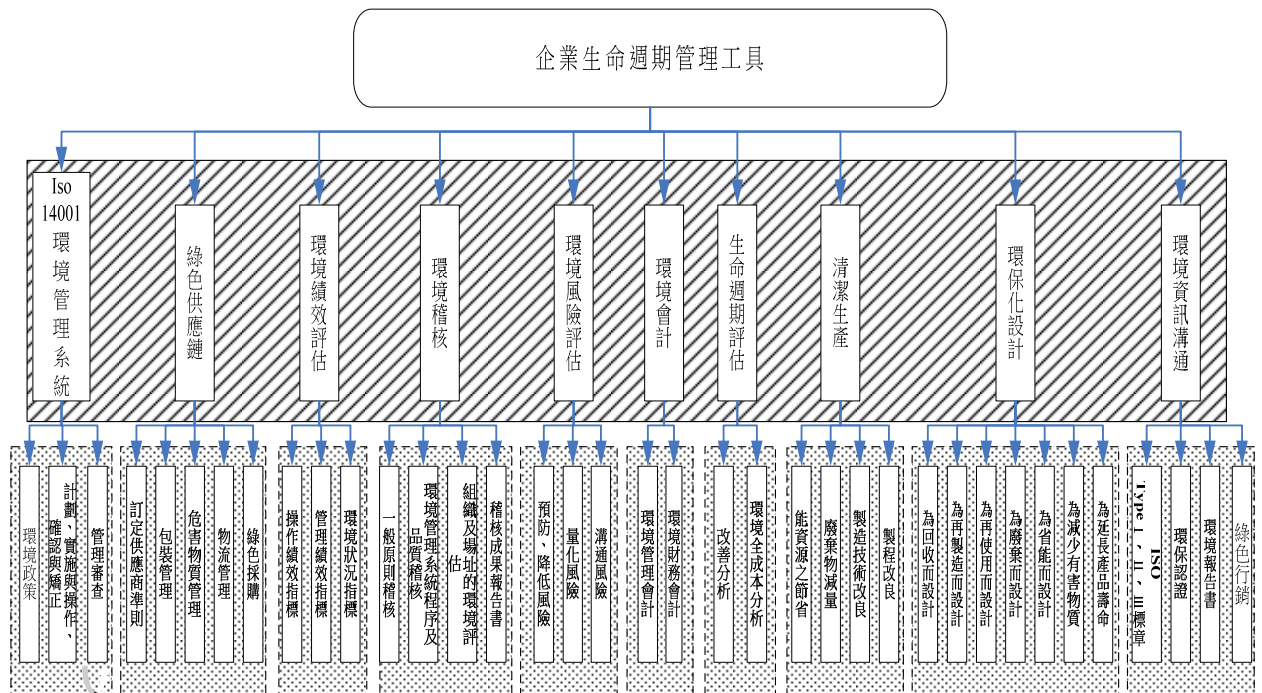 企業生命週期管理工具
Iso
14001
環境管理系統
綠色供應鏈
環境績效評估
環境稽核
環境風險評估
環境會計
生命週期評估
清潔生產
環保化設計
環境資訊溝通
環境政策
計劃、實施與操作、
確認與矯正
管理審查
訂定供應商準則
包裝管理
危害物質管理
物流管理
綠色採購
操作績效指標
管理績效指標
環境狀況指標
一般原則稽核
環境管理系統程序及
品質稽核
組織及場址的環境評
估
稽核成果報告書
預防、降低風險
量化風險
溝通風險
環境管理會計
環境財務會計
改善分析
環境全成本分析
能資源之節省
廢棄物減量
製造技術改良
製程改良
為回收而設計
為再製造而設計
為再使用而設計
為廢棄而設計
為省能而設計
為減少有害物質
為延長產品壽命
ISO
Type I、II、III標章
環保認證
環境報告書
綠色行銷